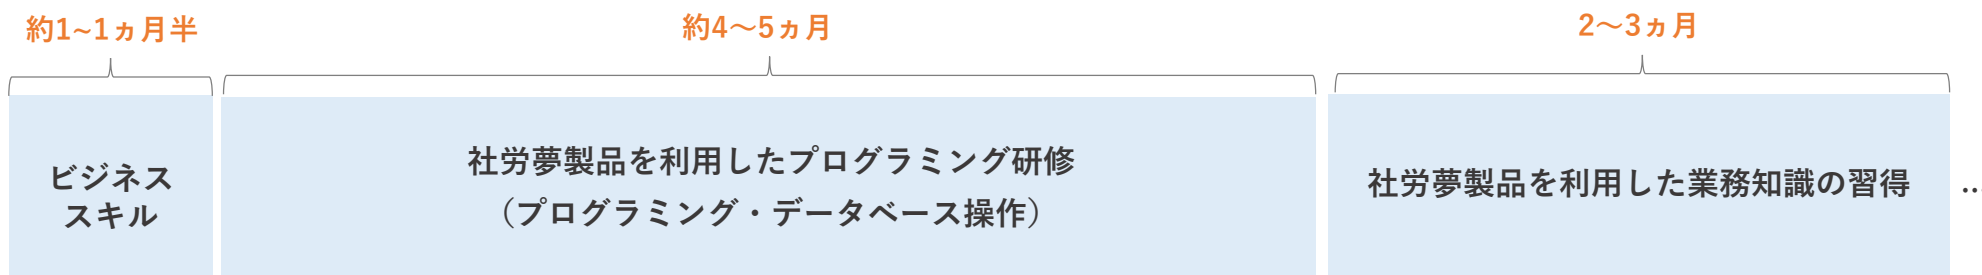 約1~1ヵ月半
約4～5ヵ月
2～3ヵ月
ビジネス
スキル
社労夢製品を利用したプログラミング研修
（プログラミング・データベース操作）
社労夢製品を利用した業務知識の習得
…